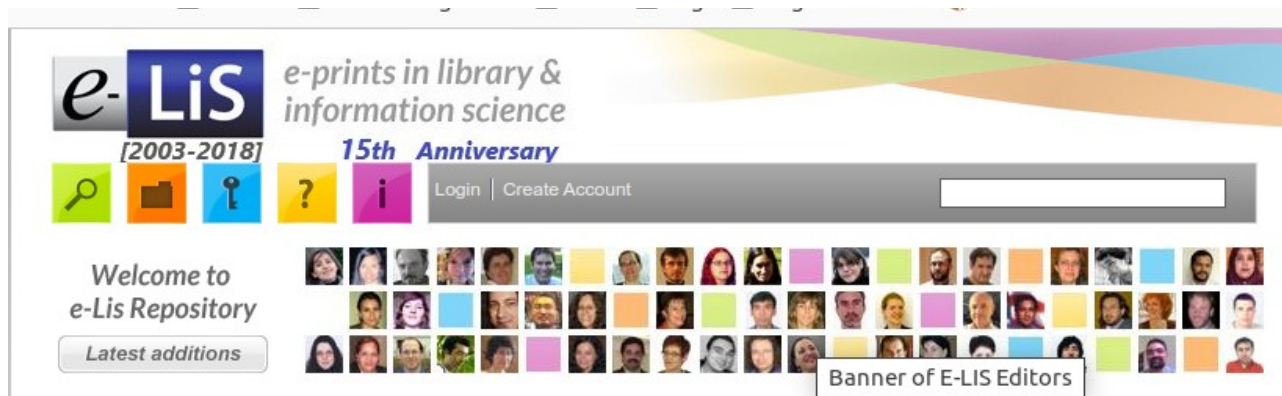 e-LiS
e-prints in library &
information science
[2003-2018] 15th Anniversary
? i Login | Create Account
Welcome to
e-Lis Repository
Latest additions
Banner of E-LIS Editors